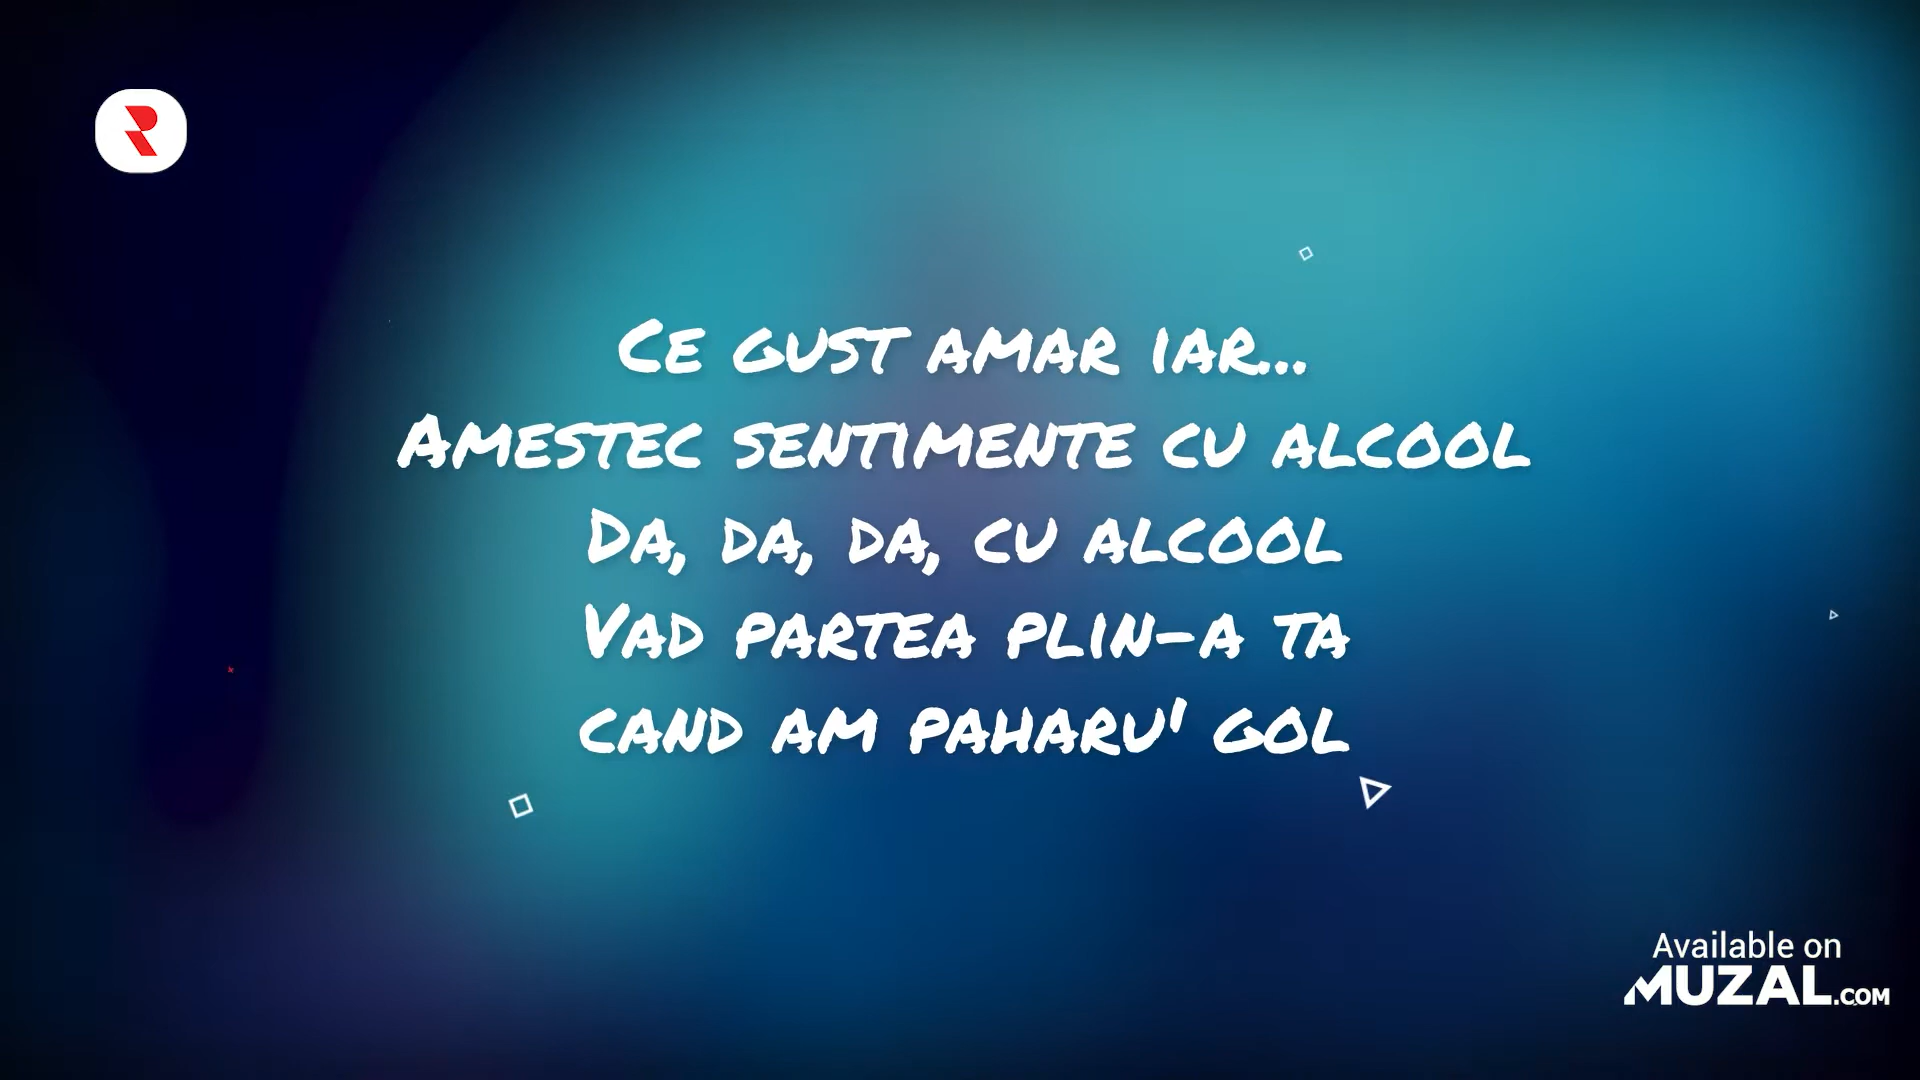 Ce gust amar iar...
Amestec sentimente cu alcool
Da, da, da, cu alcool
Vad partea plin-a ta
cand am paharu' gol
Available on
MUZAL.COM